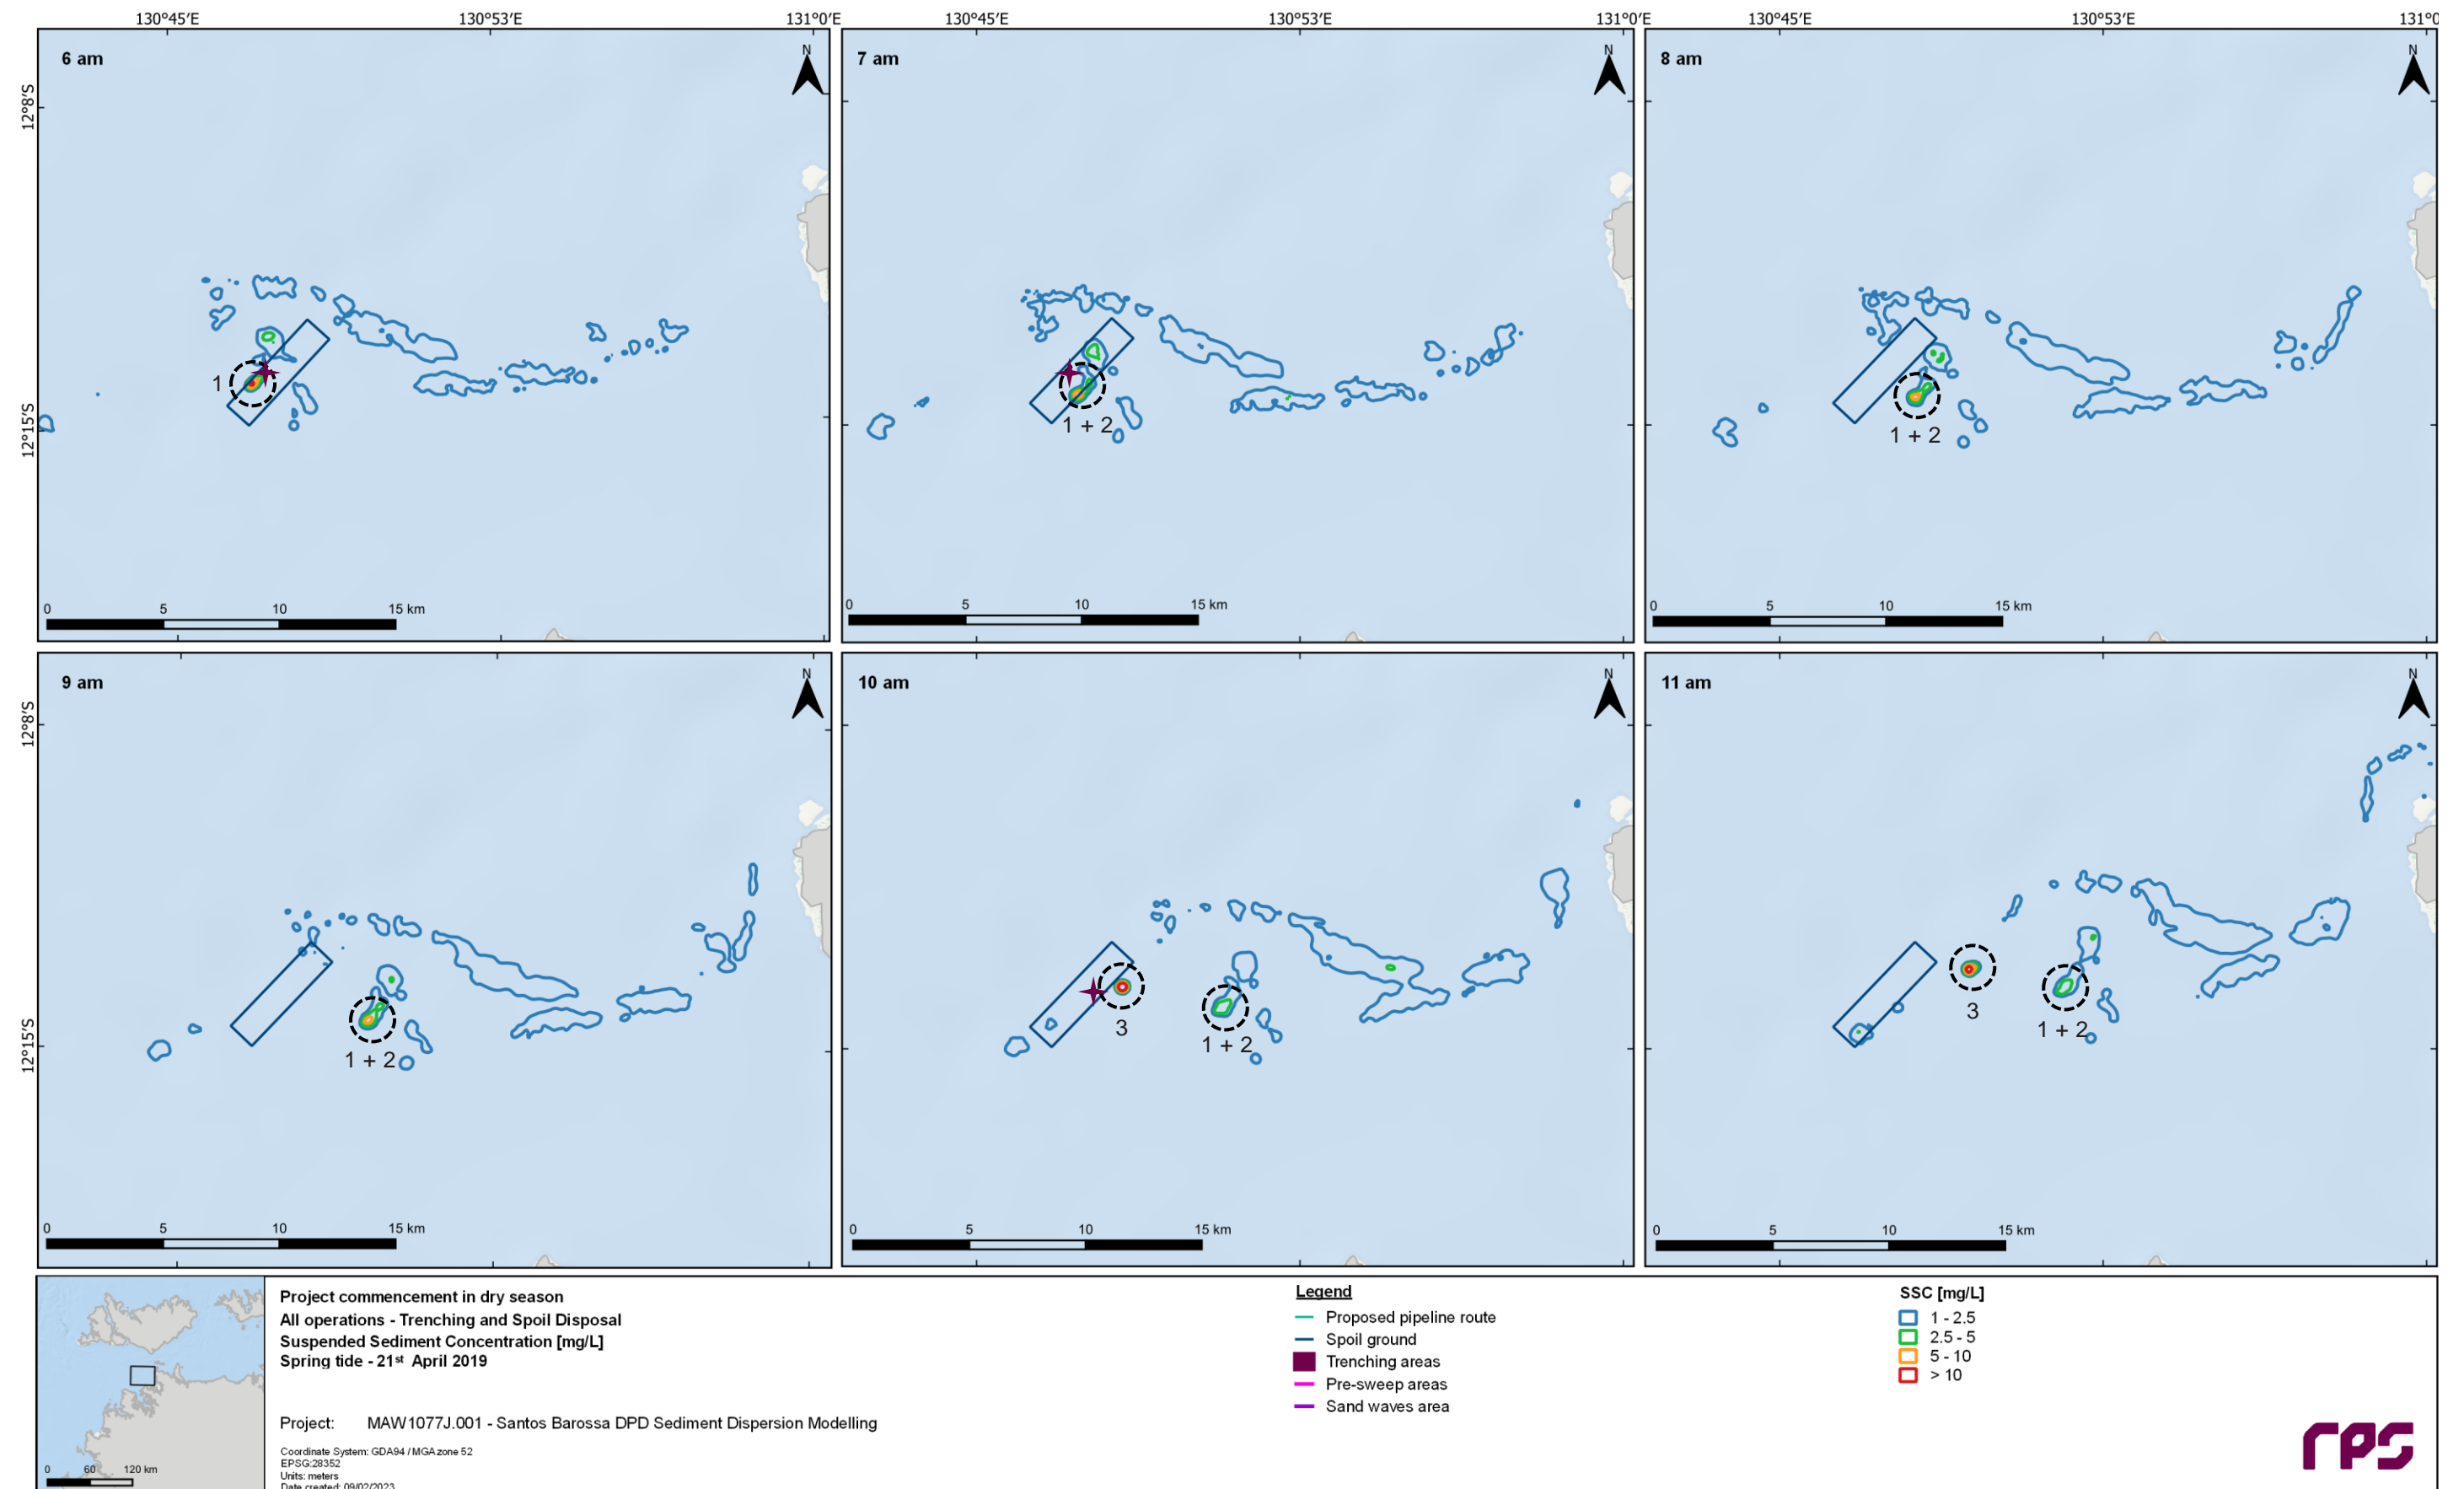 130°45'E 130°53'E 131°0'E 130°45'E 130°53'E 131°0'E 130°45'E 130°53'E 131°0
6 am N 7 am N 8 am N
12°8'S
1
12°15'S
1 + 2
1 + 2
0 5 10 15 km 0 5 10 15 km 0 5 10 15 km
9 am N 10 am N 11 am N
12°8'S
12°15'S
1 + 2
3
1 + 2
3
1 + 2
0 5 10 15 km 0 5 10 15 km 0 5 10 15 km
Project commencement in dry season
All operations - Trenching and Spoil Disposal
Suspended Sediment Concentration [mg/L]
Spring tide - 21st April 2019
Project: MAW1077J.001 - Santos Barossa DPD Sediment Dispersion Modelling
Coordinate System: GDA94 / MGA zone 52
EPSG:28352
Units: meters
Date created: 09/02/2023
0 60 120 km
Legend
Proposed pipeline route
Spoil ground
Trenching areas
Pre-sweep areas
Sand waves area
SSC [mg/L]
1 - 2.5
2.5 - 5
5 - 10
> 10
rps